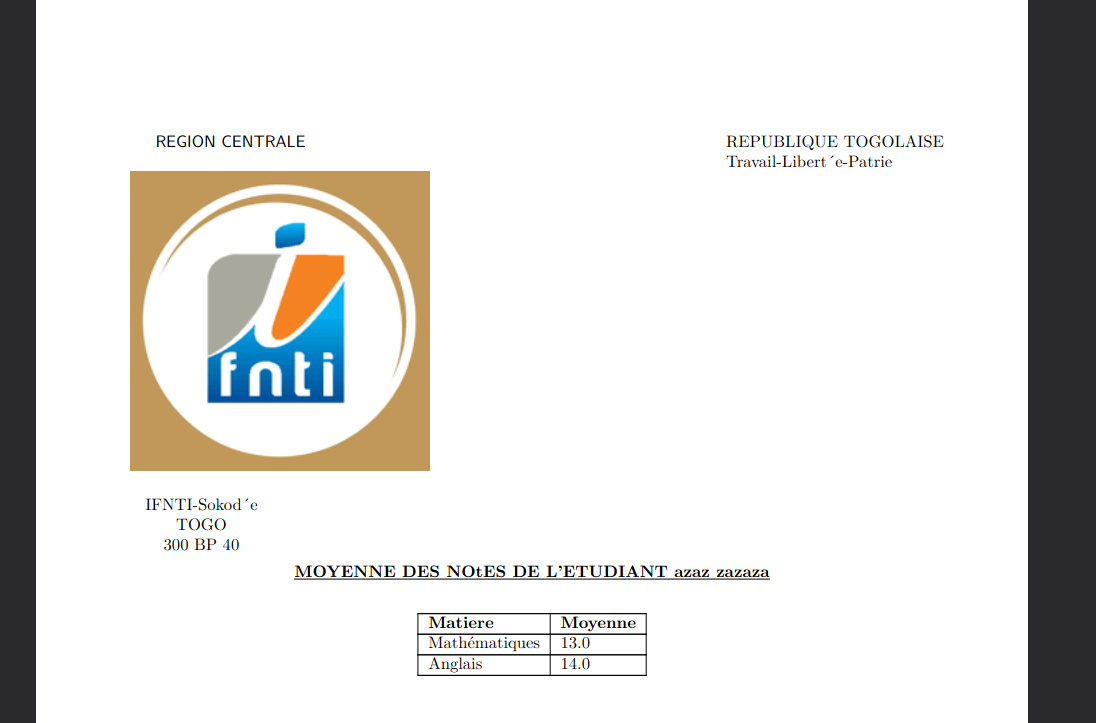 REGION CENTRALE
REPUBLIQUE TOGOLAISE
Travail-Libert´e-Patrie
fnti
IFNTI-Sokod´e
TOGO
300 BP 40
MOYENNE DES NOtES DE L'ETUDIANT azaz zazaza
Matiere Moyenne
Mathématiques 13.0
Anglais 14.0